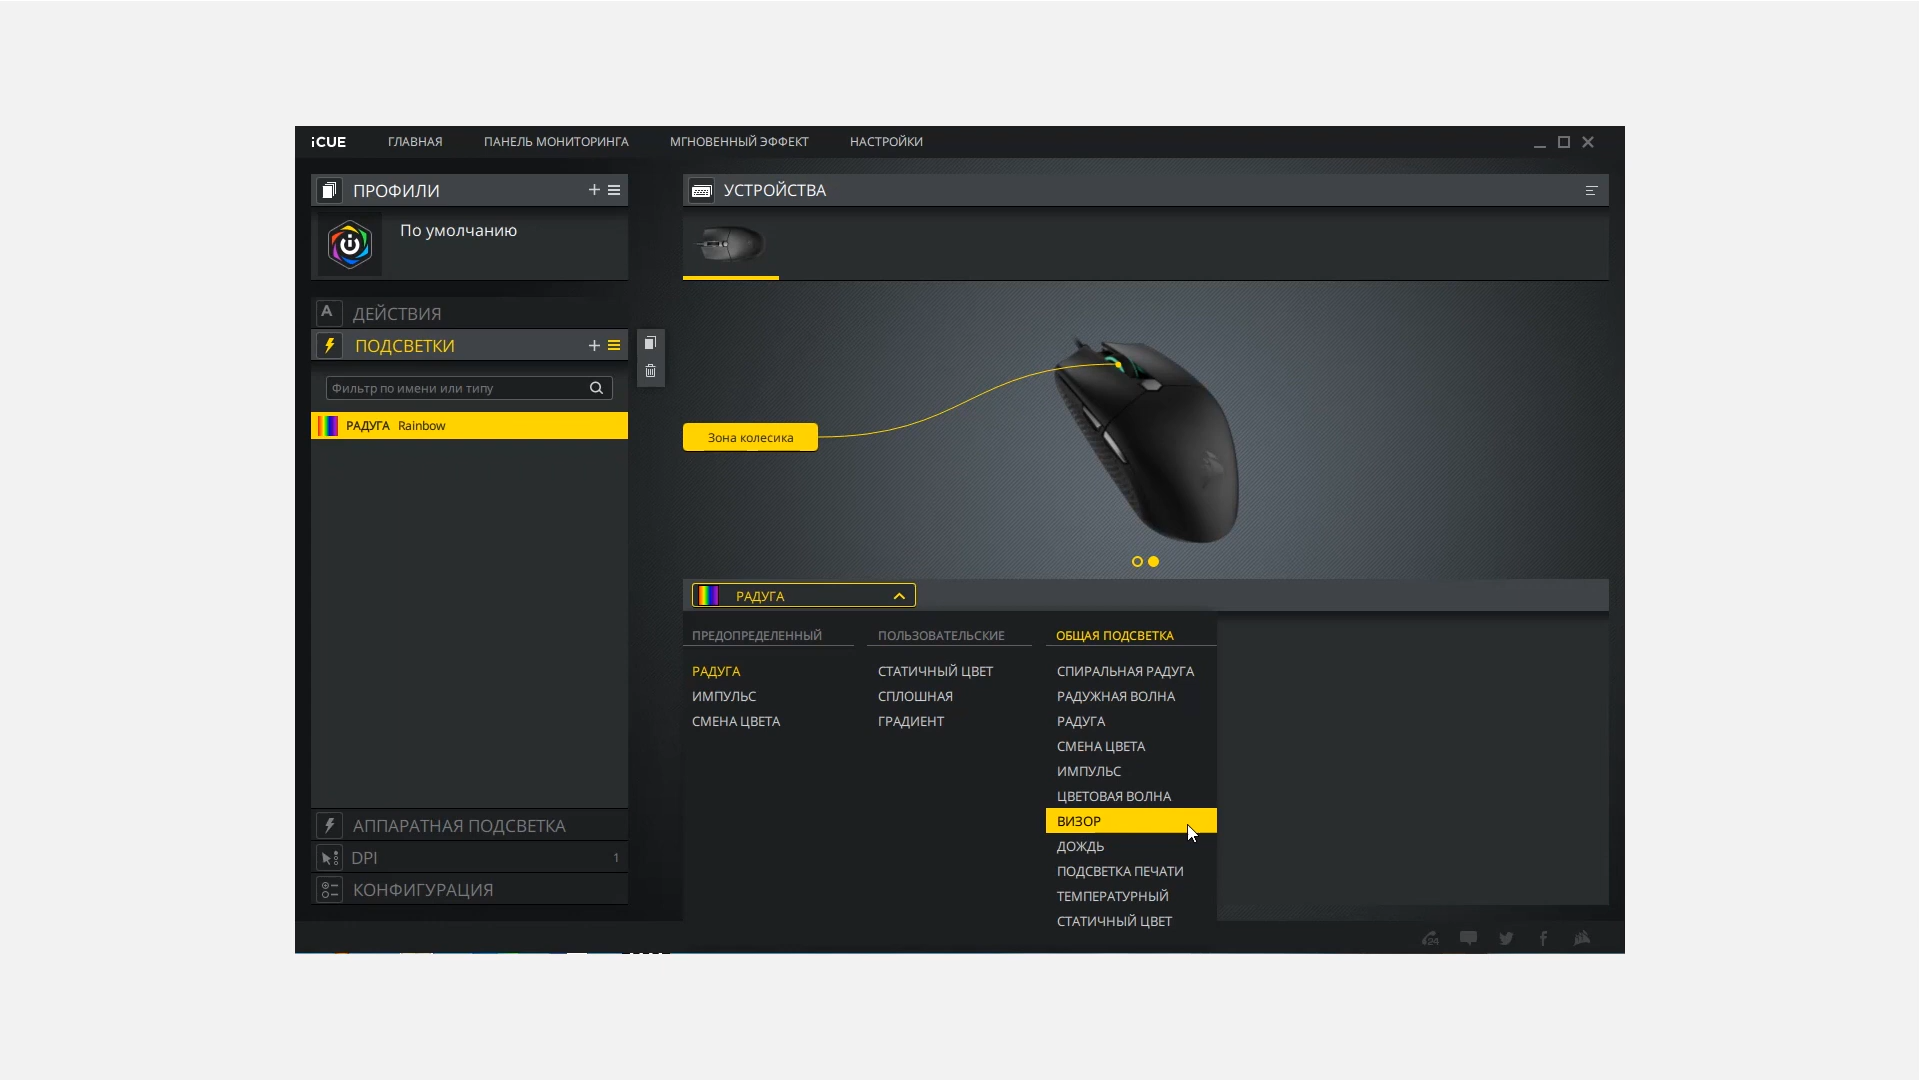 iCUE
ГЛАВНАЯ
ПАНЕЛЬ МОНИТОРИНГА
МГНОВЕННЫЙ ЭФФЕКТ
НАСТРОЙКИ
ПРОФИЛИ
По умолчанию
ДЕЙСТВИЯ
ПОДСВЕТКИ
Фильтр по имени или типу
РАДУГА Rainbow
АППАРАТНАЯ ПОДСВЕТКА
DPI 1
КОНФИГУРАЦИЯ
УСТРОЙСТВА
Зона колесика
РАДУГА
ПРЕДОПРЕДЕЛЕННЫЙ
РАДУГА
ИМПУЛЬС
СМЕНА ЦВЕТА
ПОЛЬЗОВАТЕЛЬСКИЕ
СТАТИЧНЫЙ ЦВЕТ
СПЛОШНАЯ
ГРАДИЕНТ
ОБЩАЯ ПОДСВЕТКА
СПИРАЛЬНАЯ РАДУГА
РАДУЖНАЯ ВОЛНА
РАДУГА
СМЕНА ЦВЕТА
ИМПУЛЬС
ЦВЕТОВАЯ ВОЛНА
ВИЗОР
ДОЖДЬ
ПОДСВЕТКА ПЕЧАТИ
ТЕМПЕРАТУРНЫЙ
СТАТИЧНЫЙ ЦВЕТ
24